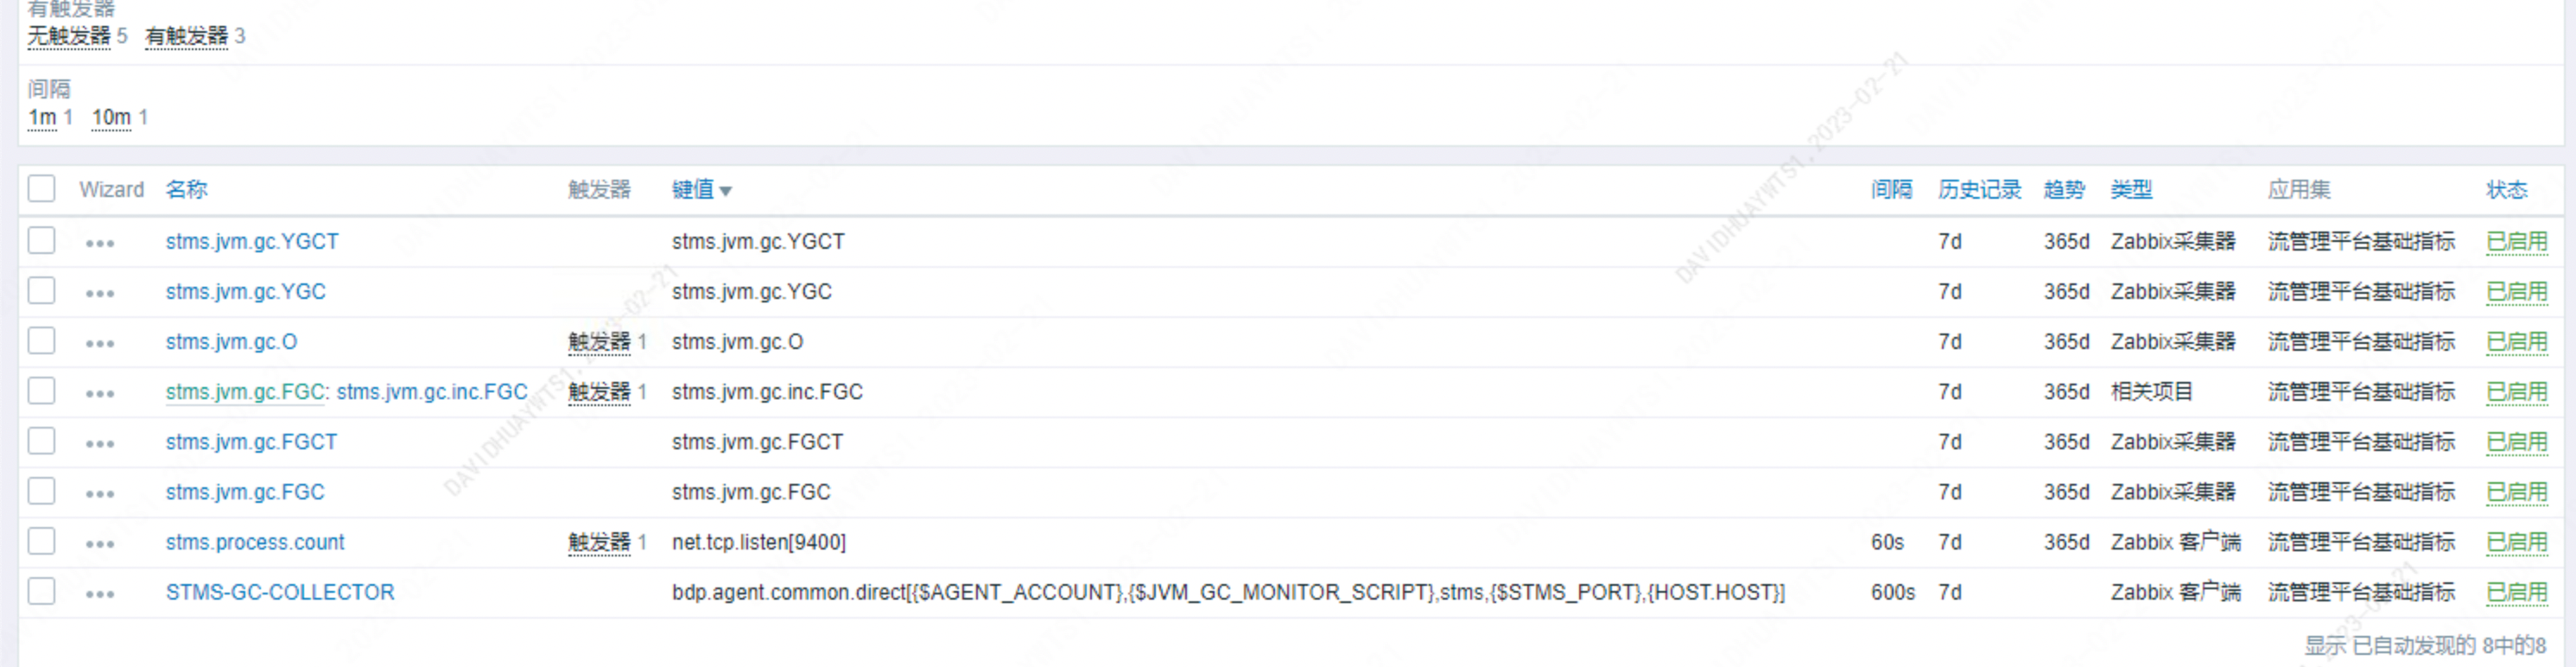 有触发器
无触发器 5 有触发器 3
间隔
1m 1 10m 1
Wizard 名称 触发器 键值 间隔 历史记录 趋势 类型 应用集 状态
stms.jvm.gc.YGCT stms.jvm.gc.YGCT 7d 365d Zabbix采集器 流管理平台基础指标 已启用
stms.jvm.gc.YGC stms.jvm.gc.YGC 7d 365d Zabbix采集器 流管理平台基础指标 已启用
stms.jvm.gc.O 触发器 1 stms.jvm.gc.O 7d 365d Zabbix采集器 流管理平台基础指标 已启用
stms.jvm.gc.FGC: stms.jvm.gc.inc.FGC 触发器 1 stms.jvm.gc.inc.FGC 7d 365d 相关项目 流管理平台基础指标 已启用
stms.jvm.gc.FGCT stms.jvm.gc.FGCT 7d 365d Zabbix采集器 流管理平台基础指标 已启用
stms.jvm.gc.FGC stms.jvm.gc.FGC 7d 365d Zabbix采集器 流管理平台基础指标 已启用
stms.process.count 触发器 1 net.tcp.listen[9400] 60s 7d 365d Zabbix 客户端 流管理平台基础指标 已启用
STMS-GC-COLLECTOR bdp.agent.common.direct[{$AGENT_ACCOUNT},{$JVM_GC_MONITOR_SCRIPT},stms,{$STMS_PORT},{HOST.HOST}] 600s 7d Zabbix 客户端 流管理平台基础指标 已启用
显示 已自动发现的 8中的8
DAVIDHUAYWTS1,2023-02-21